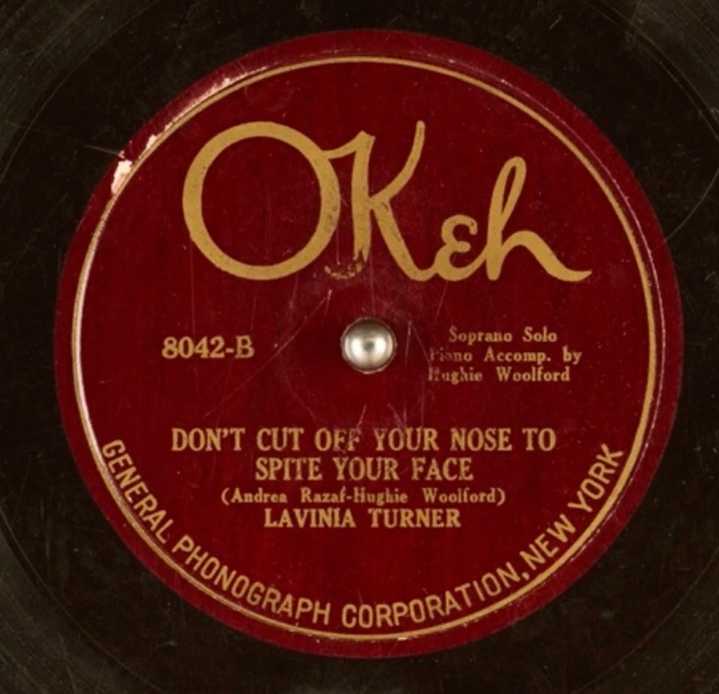 OKeh
8042-B
Soprano Solo
Piano Accomp. by
Hughie Woolford
DON'T CUT OFF YOUR NOSE TO
SPITE YOUR FACE
(Andrea Razaf-Hughie Woolford)
LAVINIA TURNER
GENERAL PHONOGRAPH CORPORATION, NEW YORK